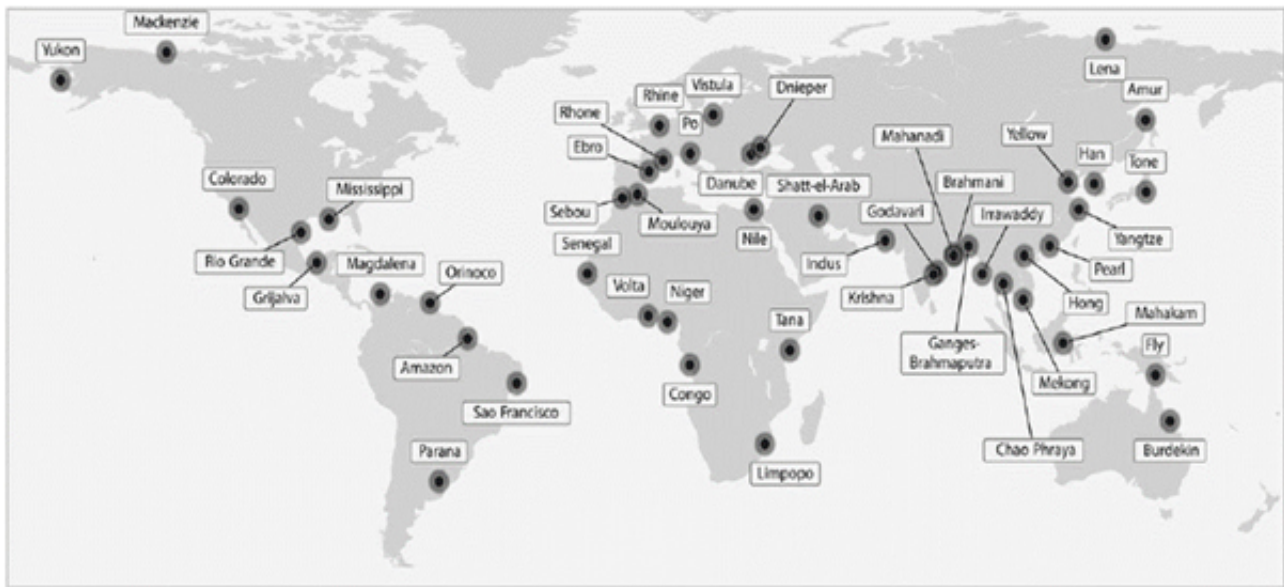 Mackenzie
Yukon
Lena
Amur
Vistula
Dnieper
Rhine
Rhone
Po
Mahanadi
Yellow
Han
Tone
Ebro
Colorado
Mississippi
Danube
Shatt-el-Arab
Brahmani
Sebou
Moulouya
Godavari
Irrawaddy
Nile
Yangtze
Senegal
Rio Grande
Magdalena
Orinoco
Indus
Pearl
Grijalva
Volta
Niger
Krishna
Hong
Tana
Mahakam
Ganges-
Brahmaputra
Fly
Amazon
Congo
Mekong
Sao Francisco
Parana
Chao Phraya
Burdekin
Limpopo